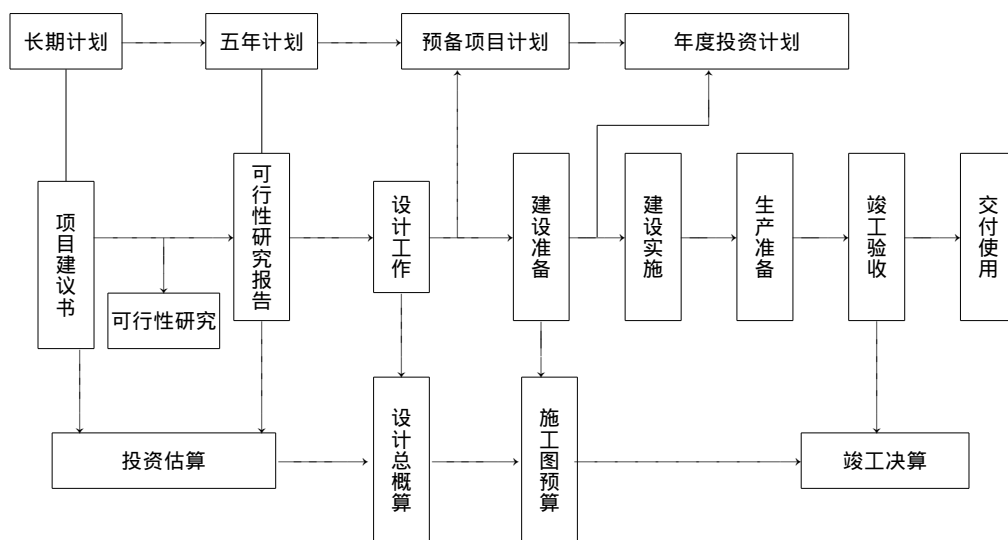 长期计划
五年计划
预备项目计划
年度投资计划
项目建议书
可行性研究
可行性研究报告
设计工作
建设准备
建设实施
生产准备
竣工验收
交付使用
投资估算
设计总概算
施工图预算
竣工决算